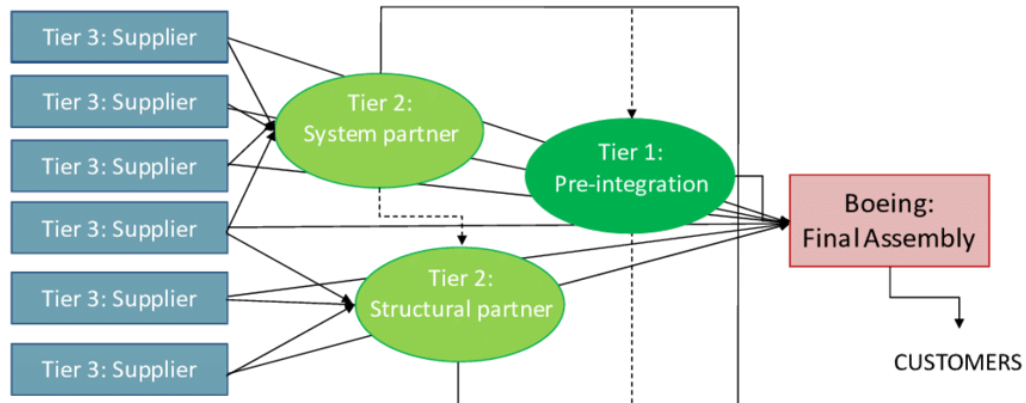 Tier 3: Supplier
Tier 3: Supplier
Tier 3: Supplier
Tier 3: Supplier
Tier 3: Supplier
Tier 3: Supplier
Tier 2:
System partner
Tier 2:
Structural partner
Tier 1:
Pre-integration
Boeing:
Final Assembly
CUSTOMERS